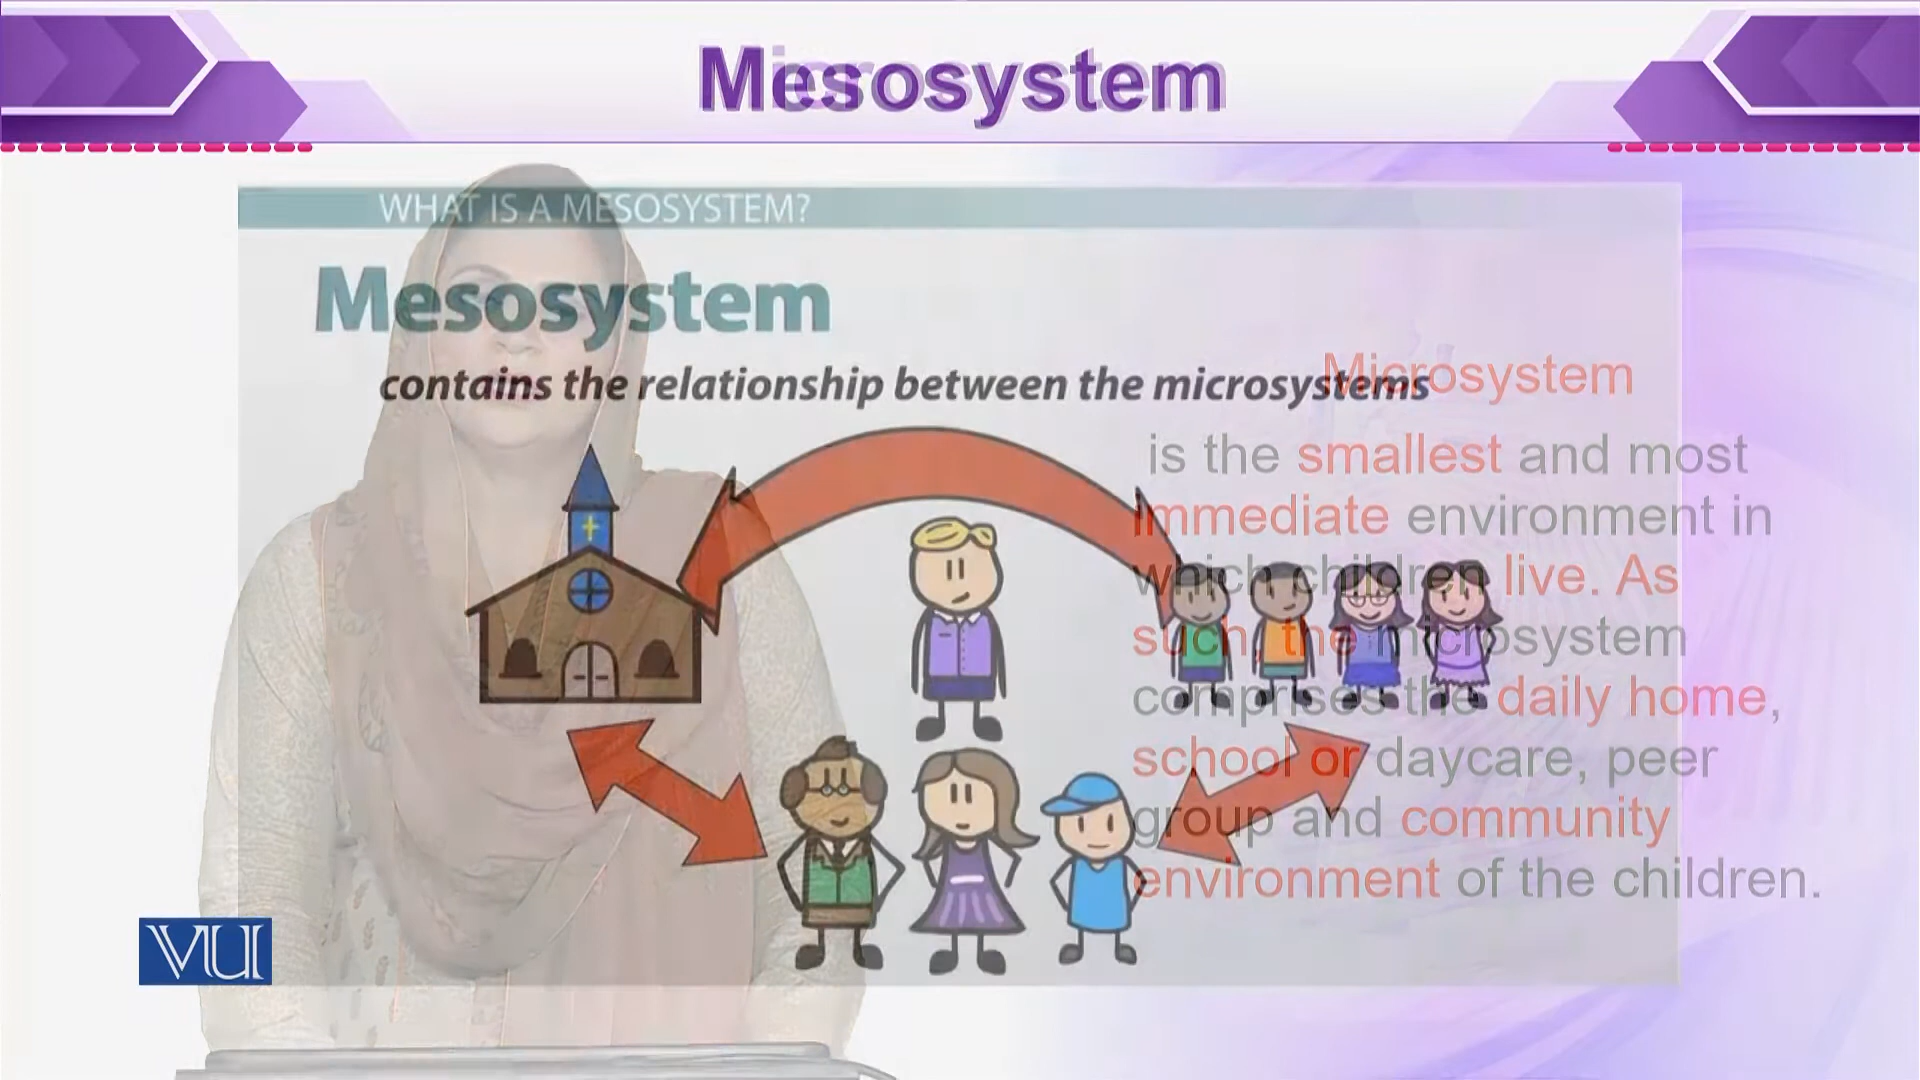 Mesosystem
WHAT IS A MESOSYSTEM?
Mesosystem
contains the relationship between the microsystems
Microsystem
is the smallest and most
immediate environment in
which children live. As
such, the microsystem
comprises the daily home,
school or daycare, peer
group and community
environment of the children.
VU